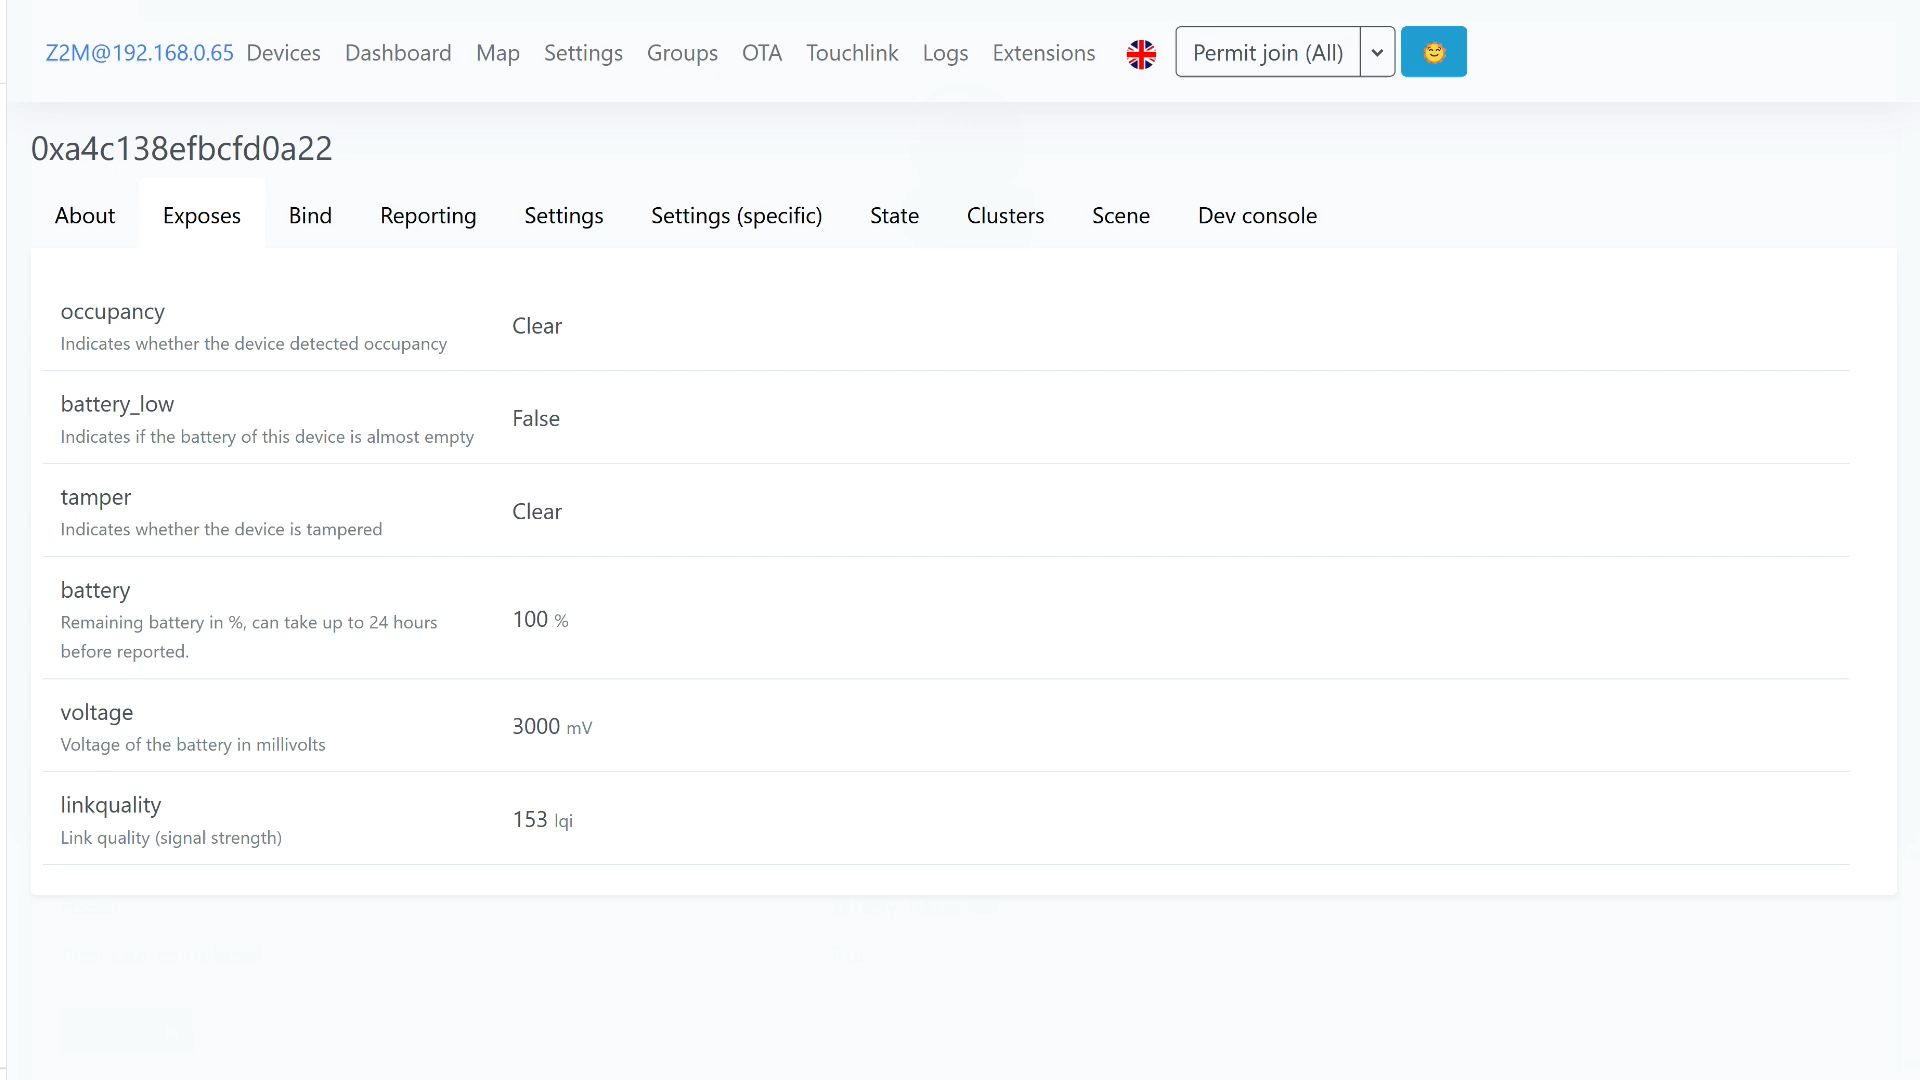 Z2M@192.168.0.65 Devices Dashboard Map Settings Groups OTA Touchlink Logs Extensions Permit join (All)
0xa4c138efbcfd0a22
About Exposes Bind Reporting Settings Settings (specific) State Clusters Scene Dev console
occupancy
Indicates whether the device detected occupancy
Clear
battery_low
Indicates if the battery of this device is almost empty
False
tamper
Indicates whether the device is tampered
Clear
battery
Remaining battery in %, can take up to 24 hours
before reported.
100 %
voltage
Voltage of the battery in millivolts
3000 mV
linkquality
Link quality (signal strength)
153 lqi